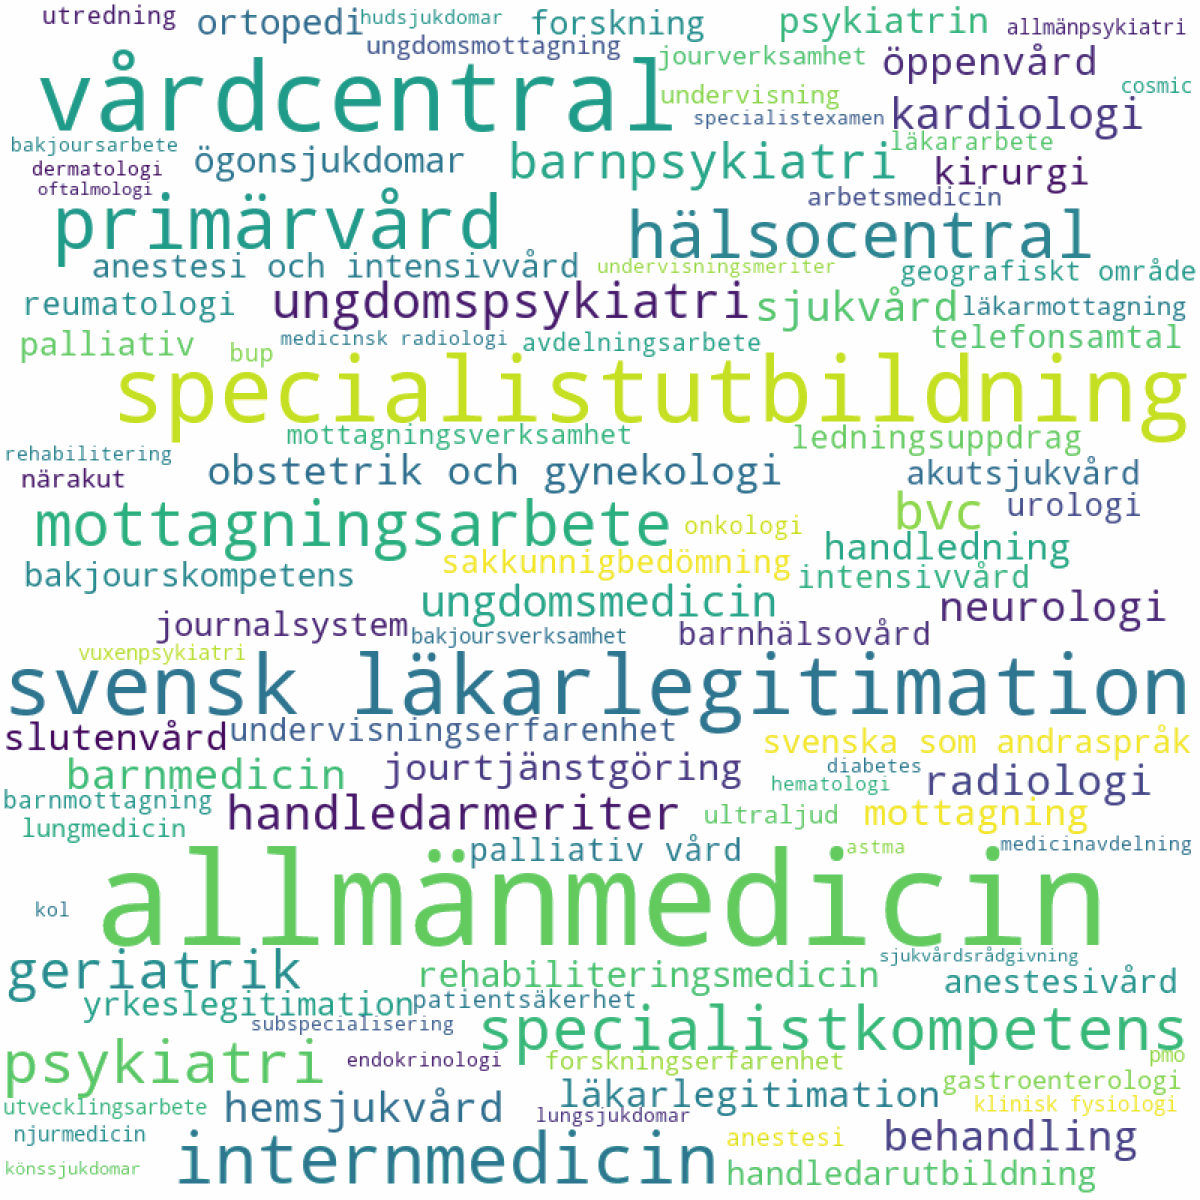 utredning
ortopedi
hudsjukdomar
forskning
psykiatrin
allmänpsykiatri
ungdomsmottagning
jourverksamhet
öppenvård
vårdcentral
undervisning
cosmic
specialistexamen
kardiologi
bakjoursarbete
ögonsjukdomar
barnpsykiatri
läkararbete
dermatologi
kirurgi
oftalmologi
arbetsmedicin
primärvård
hälsocentral
anestesi och intensivvård
undervisningsmeriter
geografiskt område
reumatologi
ungdomspsykiatri
sjukvård
läkarmottagning
palliativ
bup
medicinsk radiologi
avdelningsarbete
telefonsamtal
specialistutbildning
mottagningsverksamhet
ledningsuppdrag
rehabilitering
obstetrik och gynekologi
akutsjukvård
närakut
mottagningsarbete
onkologi
bvc
urologi
handledning
sakkunnigbedömning
bakjourskompetens
intensivvård
ungdomsmedicin
neurologi
journalsystem
bakjoursverksamhet
barnhälsovård
vuxenpsykiatri
svensk läkarlegitimation
slutenvård
undervisningserfarenhet
svenska som andraspråk
barnmedicin
jourtjänstgöring
diabetes
hematologi
radiologi
barnmottagning
handledarmeriter
ultraljud
mottagning
lungmedicin
palliativ vård
astma
medicinavdelning
allmänmedicin
kol
geriatrik
rehabiliteringsmedicin
sjukvårdsrådgivning
anestesivård
yrkeslegitimation
patientsäkerhet
subspecialisering
specialistkompetens
psykiatri
endokrinologi
forskningserfarenhet
pmo
gastroenterologi
utvecklingsarbete
hemsjukvård
läkarlegitimation
klinisk fysiologi
lungsjukdomar
njurmedicin
internmedicin
anestesi
behandling
könssjukdomar
handledarutbildning